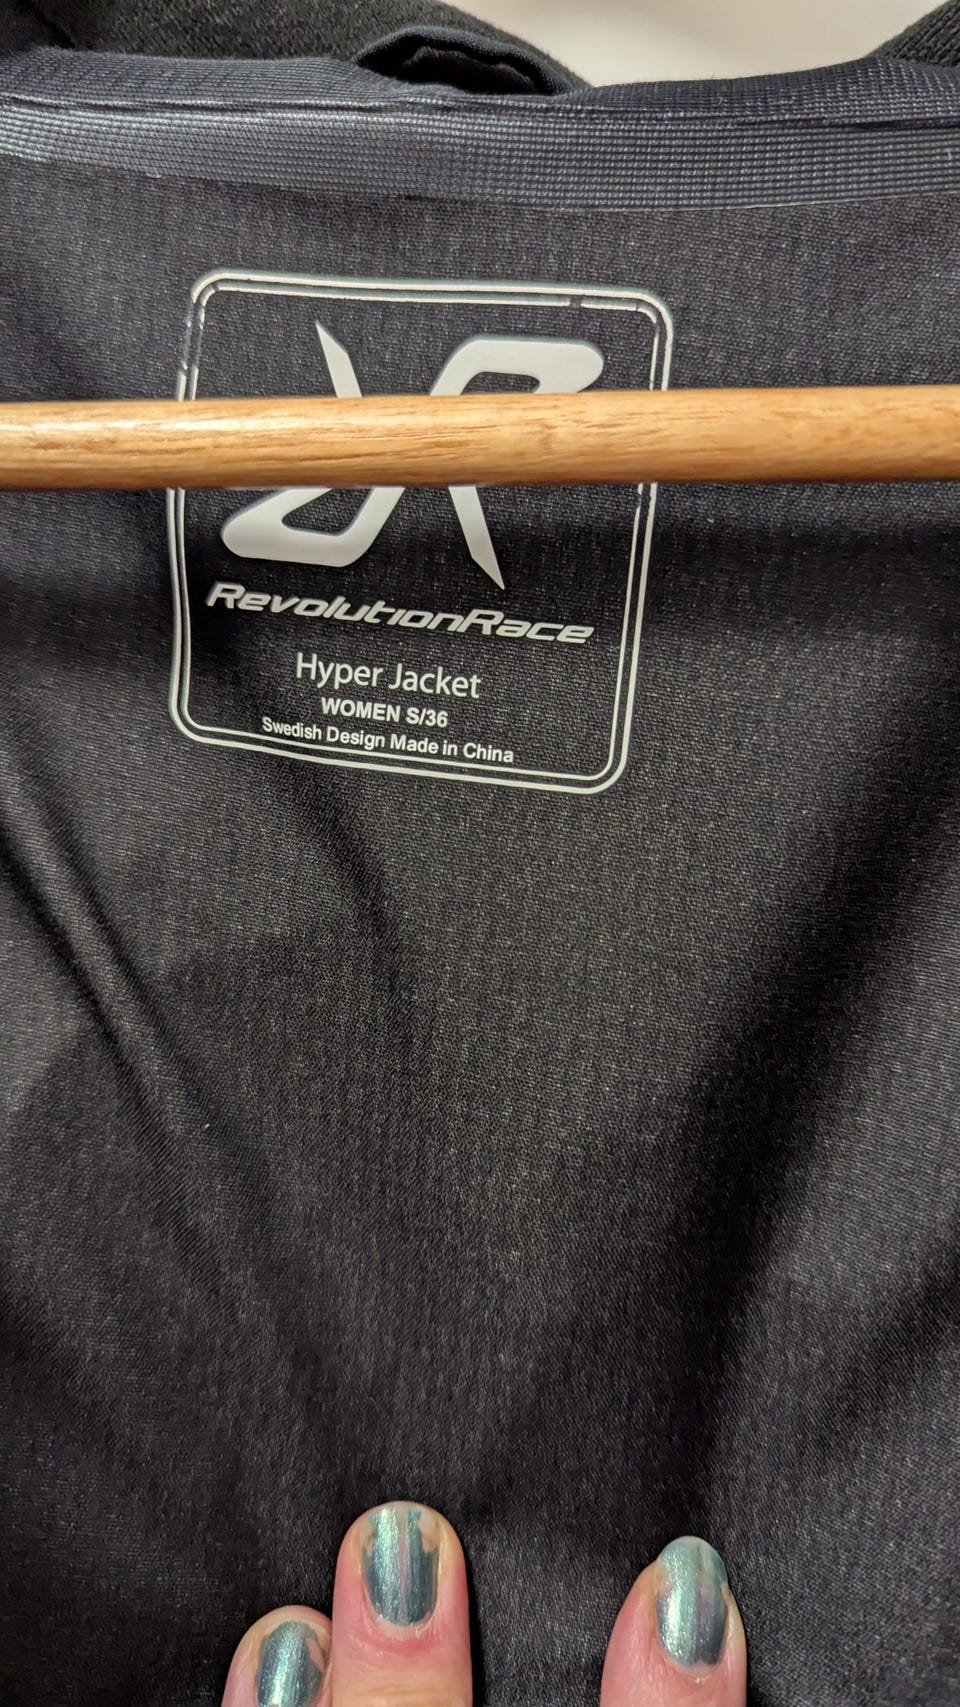 RevolutionRace
Hyper Jacket
WOMEN S/36
Swedish Design Made in China